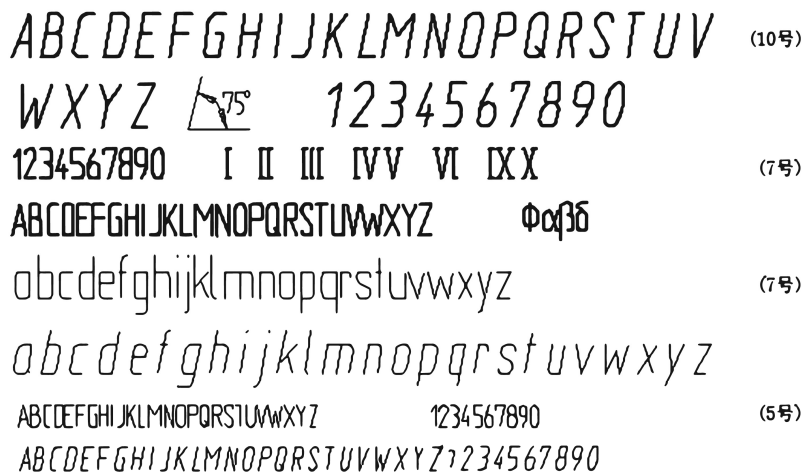 ABCDEFGHIJKLMNOPQRSTUV (10号)
WXYZ 75° 1234567890
1234567890 I II III IV V VI IX X (7号)
ABCDEFGHIJKLMNOPQRSTUVWXYZ Φαβδ
abcdefghijklmnopqrstuvwxyz (7号)
abcdefghijklmnopqrstuvwxyz
ABCDEFGHIJKLMNOPQRSTUVWXYZ 1234567890 (5号)
ABCDEFGHIJKLMNOPQRSTUVWXYZ1234567890